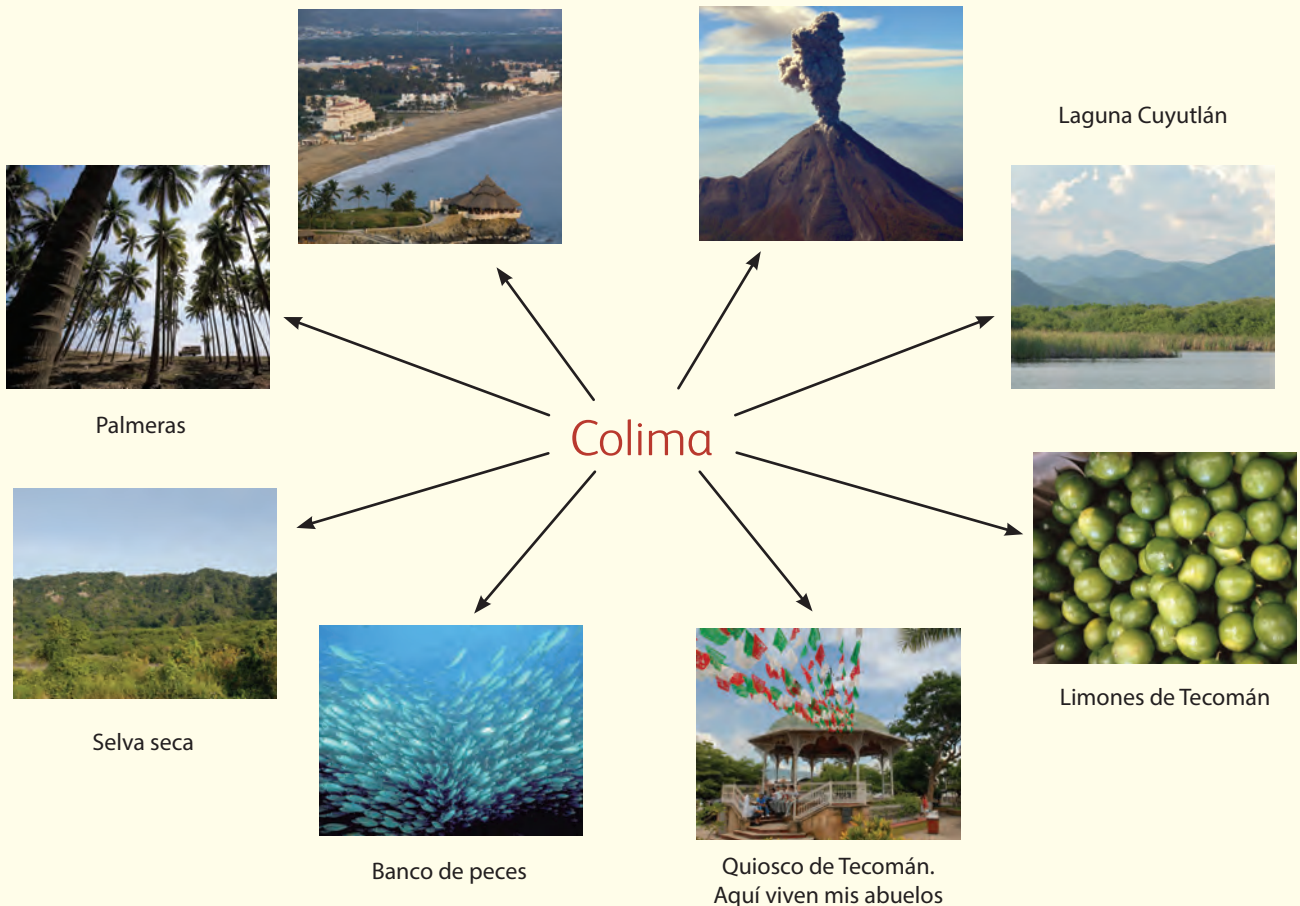 Laguna Cuyutlán
Palmeras
Colima
Selva seca
Limones de Tecomán
Banco de peces
Quiosco de Tecomán.
Aquí viven mis abuelos